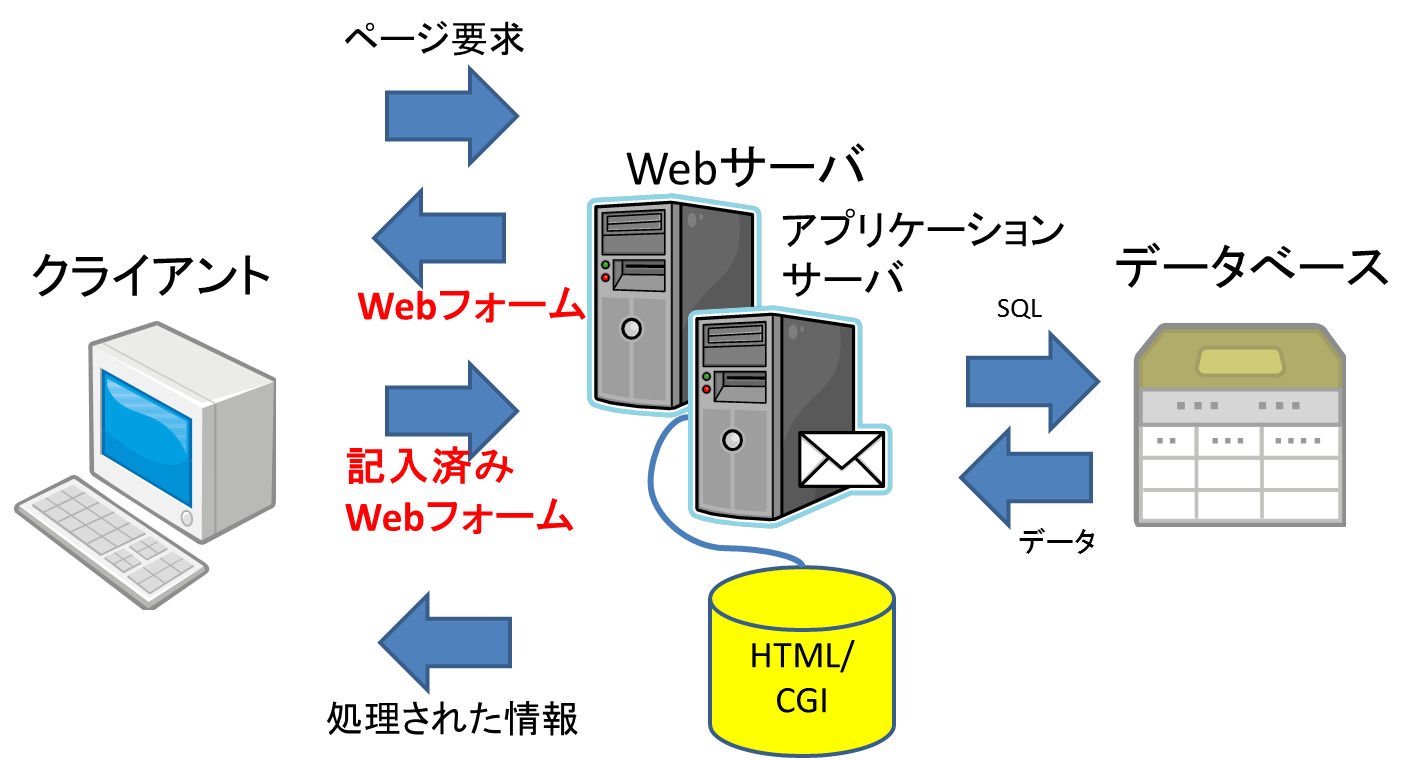 ページ要求
Webサーバ
アプリケーション
サーバ
クライアント
データベース
Webフォーム
SQL
記入済み
Webフォーム
データ
HTML/
CGI
処理された情報